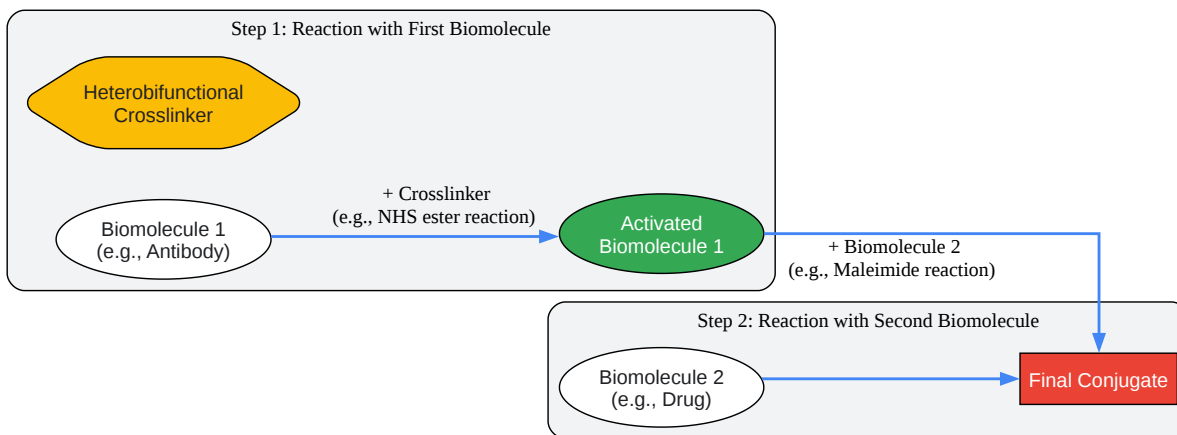 Step 1: Reaction with First Biomolecule
Heterobifunctional
Crosslinker
+ Crosslinker
(e.g., NHS ester reaction)
Biomolecule 1
(e.g., Antibody)
Activated
Biomolecule 1
+ Biomolecule 2
(e.g., Maleimide reaction)
Step 2: Reaction with Second Biomolecule
Biomolecule 2
(e.g., Drug)
Final Conjugate